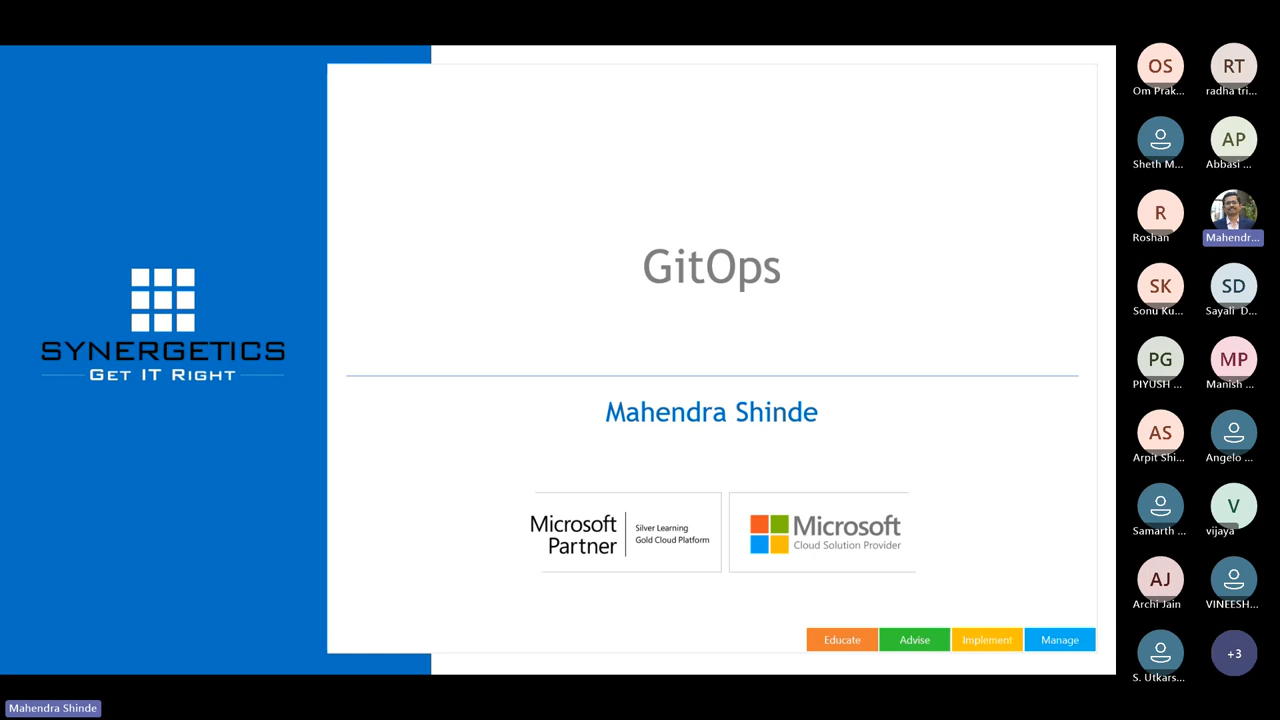 SYNERGETICS
GET IT RIGHT
GitOps
Mahendra Shinde
Microsoft
Partner
Silver Learning
Gold Cloud Platform
Microsoft
Cloud Solution Provider
Educate
Advise
Implement
Manage
OS
Om Prak...
RT
radha tri...
Sheth M...
AP
Abbasi ...
R
Roshan
Mahendr...
SK
Sonu Ku...
SD
Sayali D...
PG
PIYUSH ...
MP
Manish ...
AS
Arpit Shi...
Angelo ...
Samarth ...
V
vijaya
AJ
Archi Jain
VINEESH...
S. Utkars...
+3
Mahendra Shinde